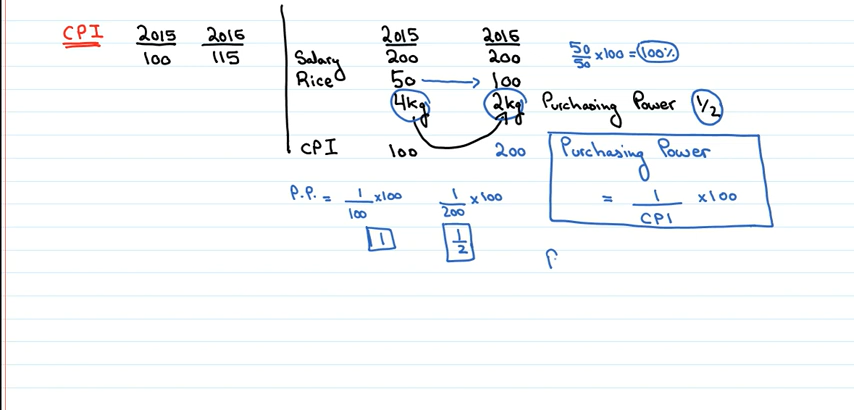 CPI 2015 2016
100 115
2015 2016
Salary 200 200
Rice 50 → 100
4kg 2kg Purchasing Power 1/2
CPI 100 200
50/50 x100 = 100%
P.P. = 1/100 x100 1/200 x100
1 1/2
Purchasing Power
= 1/CPI x100